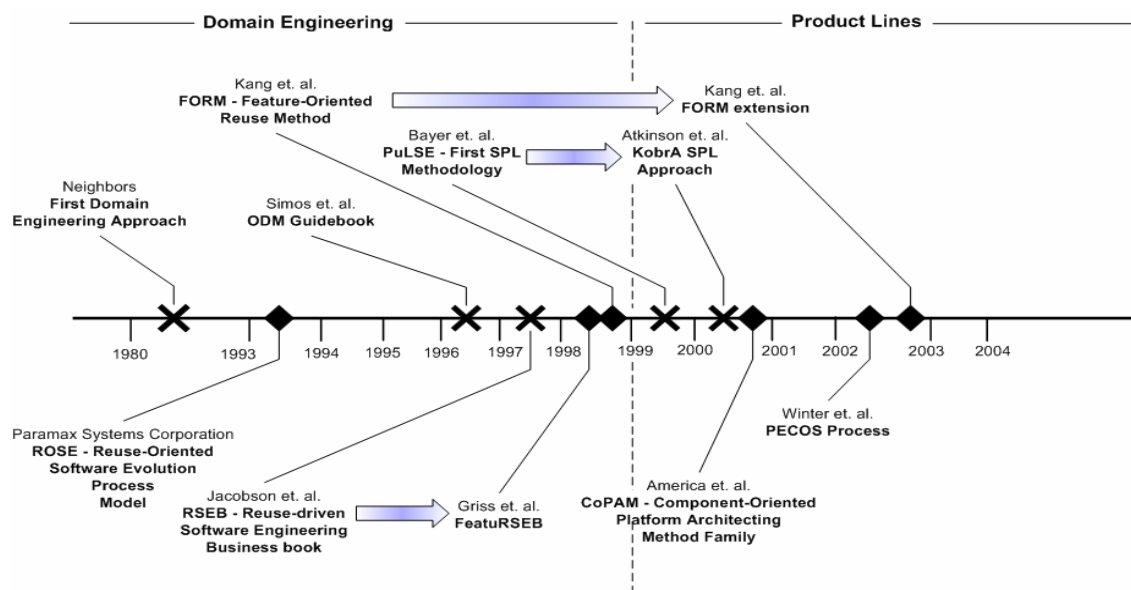 Domain Engineering
Product Lines
Kang et. al.
FORM - Feature-Oriented
Reuse Method
Kang et. al.
FORM extension
Bayer et. al.
PuLSE - First SPL
Methodology
Atkinson et. al.
KobrA SPL
Approach
Neighbors
First Domain
Engineering Approach
Simos et. al.
ODM Guidebook
1980
1993
1994
1995
1996
1997
1998
1999
2000
2001
2002
2003
2004
Paramax Systems Corporation
ROSE - Reuse-Oriented
Software Evolution
Process
Model
Jacobson et. al.
RSEB - Reuse-driven
Software Engineering
Business book
Griss et. al.
FeatuRSEB
America et. al.
CoPAM - Component-Oriented
Platform Architecting
Method Family
Winter et. al.
PECOS Process